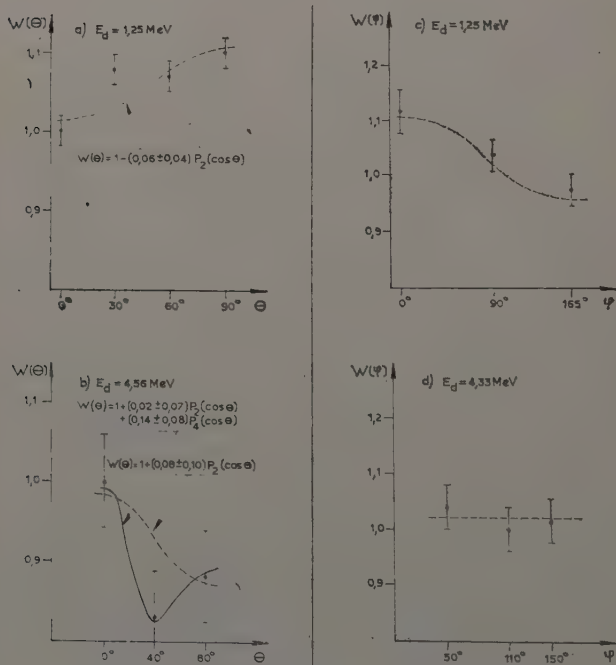 W(Θ)
a) E_d = 1,25 MeV
1,1
1,0
0,9
W(Θ) = 1-(0,06±0,04) P_2(cosΘ)
0° 30° 60° 90° Θ
W(φ)
c) E_d = 1,25 MeV
1,2
1,1
1,0
0,9
0° 90° 165° φ
W(Θ)
b) E_d = 4,56 MeV
W(Θ)=1+(0,02±0,07)P_2(cosΘ)
+(0,14±0,08)P_4(cosΘ)
W(Θ)=1+(0,08±0,10)P_2(cosΘ)
1,1
1,0
0,9
0° 40° 80° Θ
W(φ)
d) E_d = 4,33 MeV
1,2
1,1
1,0
0,9
50° 110° 150° φ